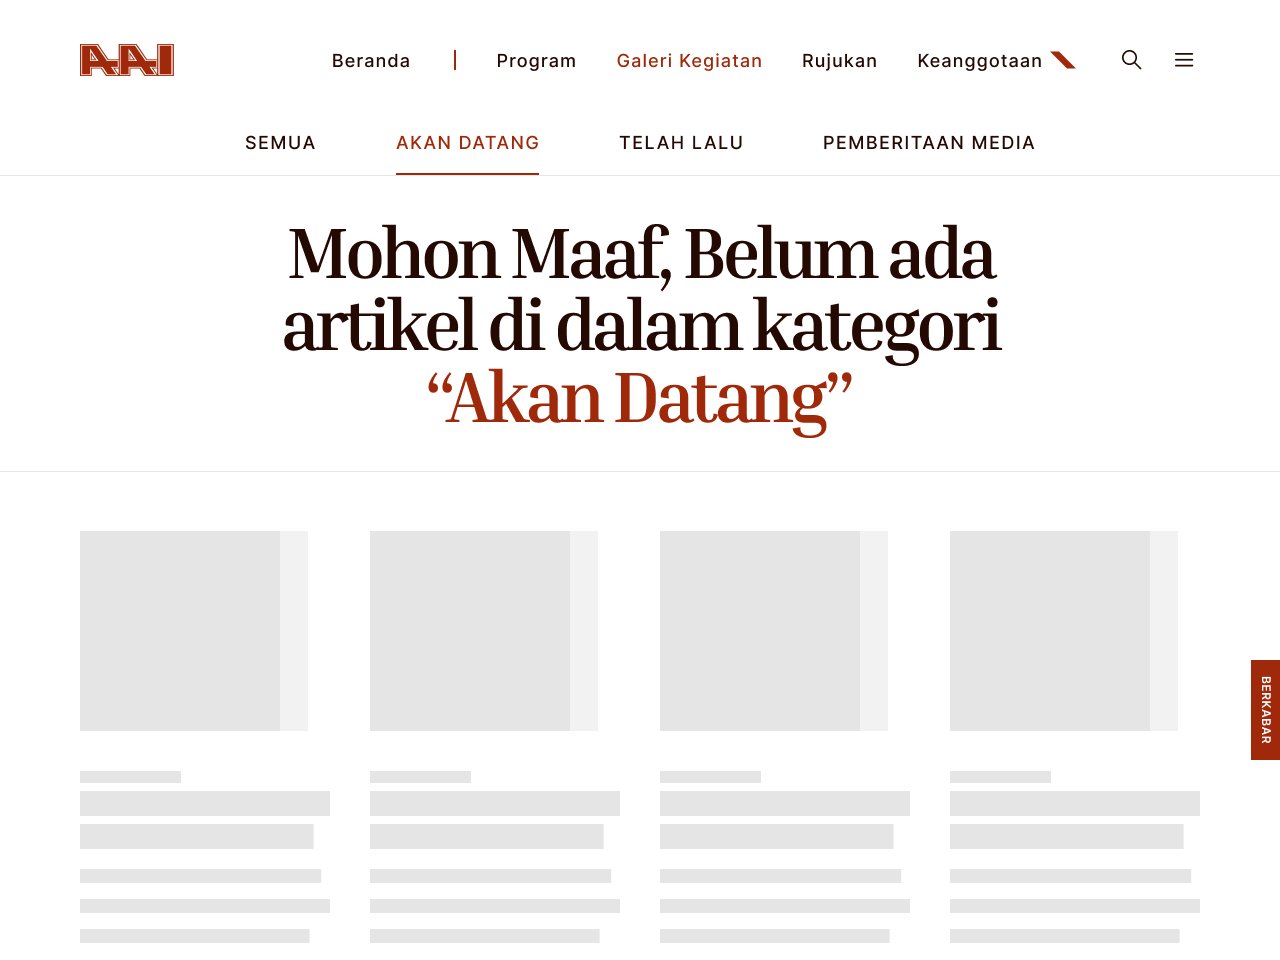 AAI
Beranda | Program Galeri Kegiatan Rujukan Keanggotaan
SEMUA AKAN DATANG TELAH LALU PEMBERITAAN MEDIA
Mohon Maaf, Belum ada
artikel di dalam kategori
“Akan Datang”
BERKABAR